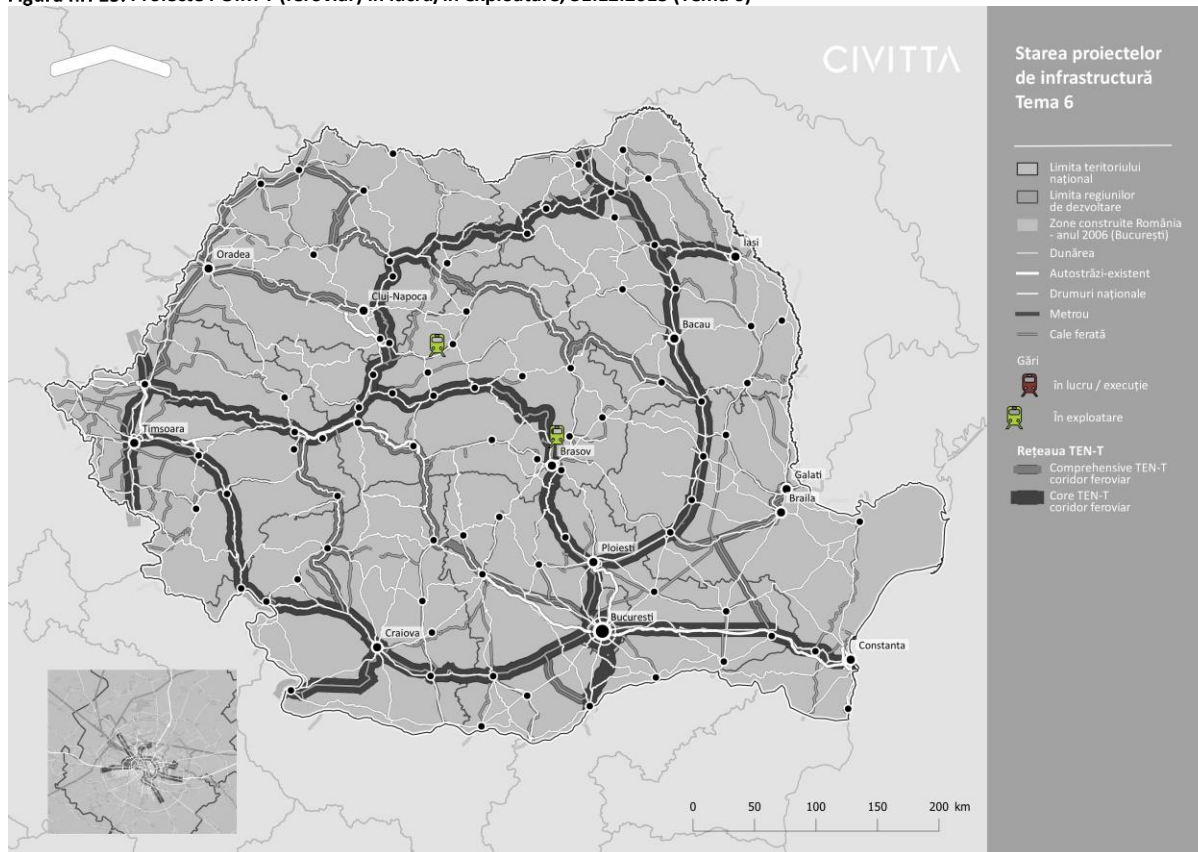 CIVITTA
Starea proiectelor
de infrastructură
Tema 6
Limita teritoriului
național
Limita regiunilor
de dezvoltare
Zone construite România
- anul 2006 (București)
Dunărea
Autostrăzi-existent
Drumuri naționale
Metrou
Cale ferată
Gări
în lucru / execuție
În exploatare
Rețeaua TEN-T
Comprehensive TEN-T
coridor feroviar
Core TEN-T
coridor feroviar
Iasi
Oradea
Cluj-Napoca
Bacau
Timsoara
Brasov
Galati
Braila
Ploiesti
Bucuresti
Craiova
Constanta
0 50 100 150 200 km